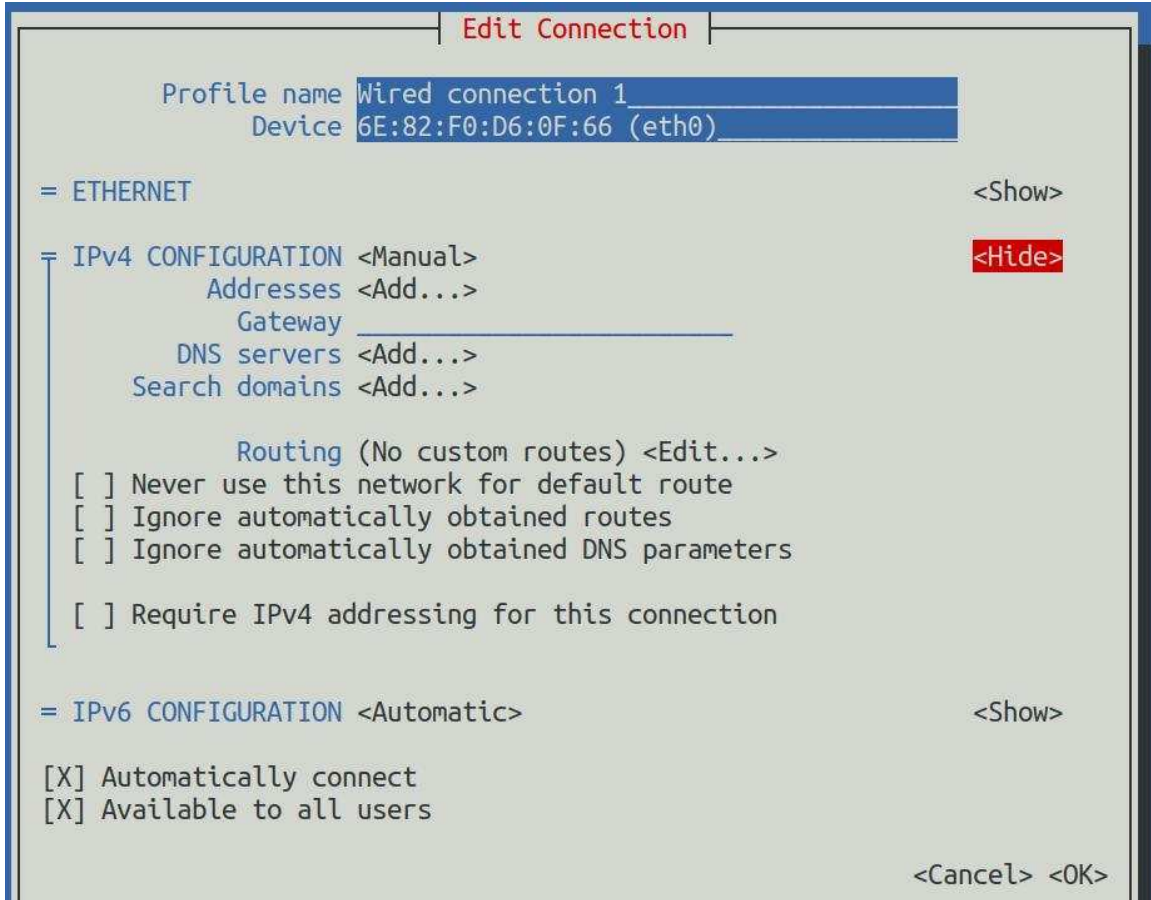 Edit Connection
Profile name Wired connection 1
Device 6E:82:F0:D6:0F:66 (eth0)
= ETHERNET <Show>
IPv4 CONFIGURATION <Manual> <Hide>
Addresses <Add...>
Gateway
DNS servers <Add...>
Search domains <Add...>
Routing (No custom routes) <Edit...>
[ ] Never use this network for default route
[ ] Ignore automatically obtained routes
[ ] Ignore automatically obtained DNS parameters
[ ] Require IPv4 addressing for this connection
= IPv6 CONFIGURATION <Automatic> <Show>
[X] Automatically connect
[X] Available to all users
<Cancel> <OK>